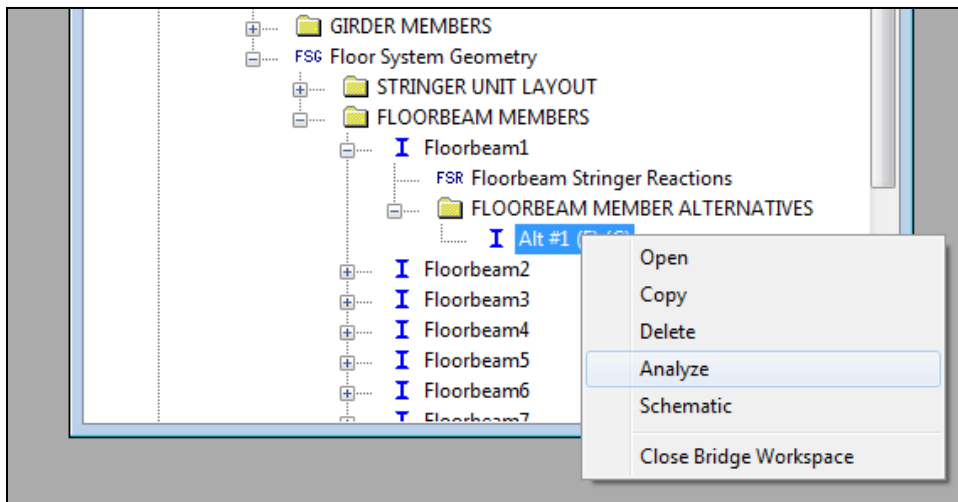 GIRDER MEMBERS
FSG Floor System Geometry
STRINGER UNIT LAYOUT
FLOORBEAM MEMBERS
Floorbeam1
FSR Floorbeam Stringer Reactions
FLOORBEAM MEMBER ALTERNATIVES
Alt #1 (E) (C)
Open
Floorbeam2
Copy
Floorbeam3
Delete
Floorbeam4
Analyze
Floorbeam5
Schematic
Floorbeam6
Floorbeam7
Close Bridge Workspace